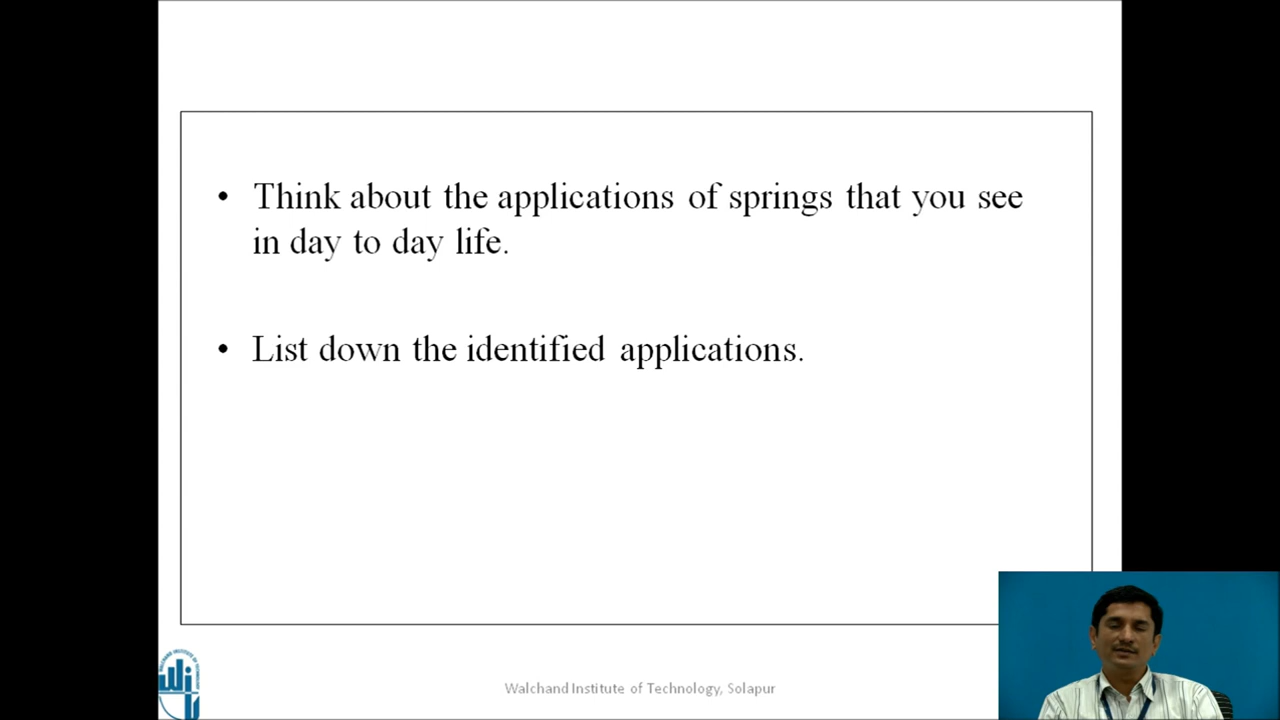 • Think about the applications of springs that you see
in day to day life.
• List down the identified applications.
Walchand Institute of Technology, Solapur